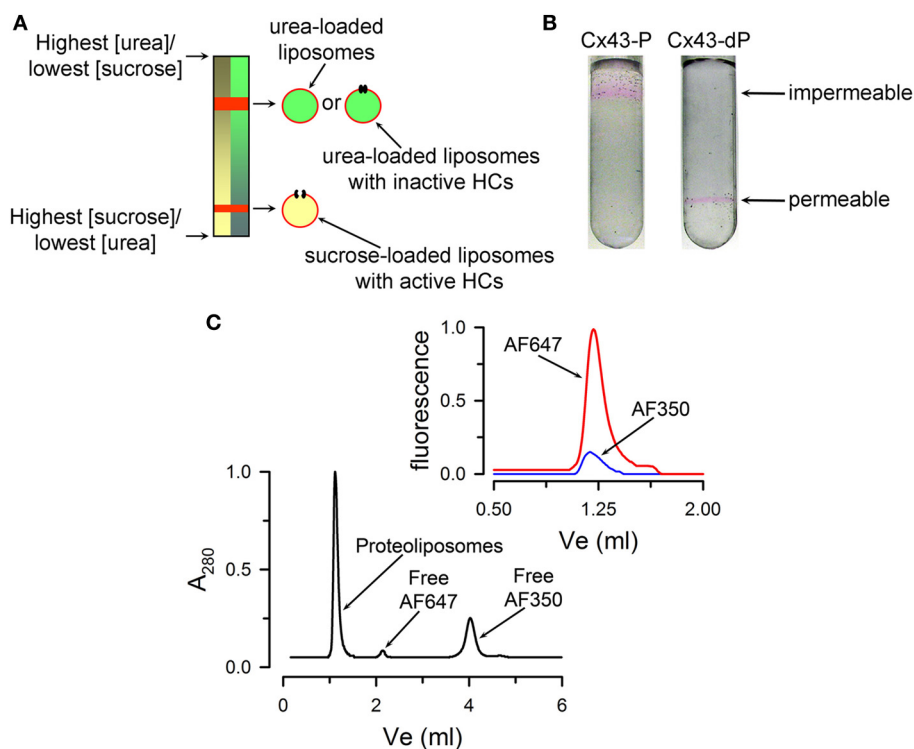 A
Highest [urea]/
lowest [sucrose]
Highest [sucrose]/
lowest [urea]
urea-loaded
liposomes
or
urea-loaded liposomes
with inactive HCs
sucrose-loaded liposomes
with active HCs
B
Cx43-P
Cx43-dP
impermeable
permeable
C
fluorescence
1.0
0.5
0.0
AF647
AF350
0.50
1.25
2.00
Ve (ml)
A280
1.0
0.5
0.0
Proteoliposomes
Free
AF647
Free
AF350
0
2
4
6
Ve (ml)